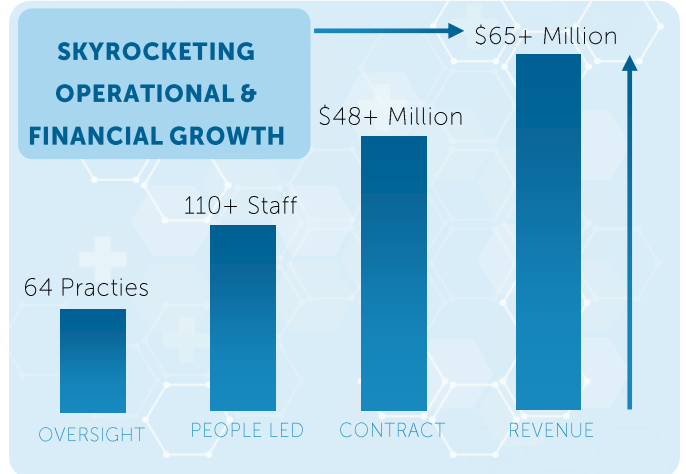 SKYROCKETING
OPERATIONAL &
FINANCIAL GROWTH
$65+ Million
$48+ Million
110+ Staff
64 Practies
OVERSIGHT
PEOPLE LED
CONTRACT
REVENUE